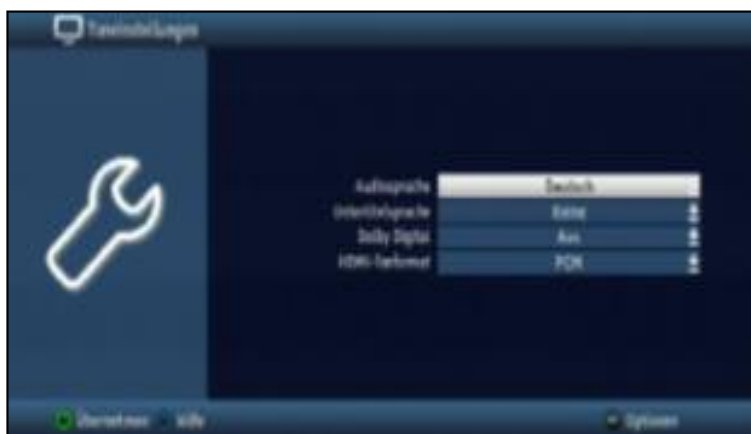 Toneinstellungen
Audiosprache Deutsch
Untertitelsprache Keine
Dolby Digital Aus
HDMI-Tonformat PCM
Übernehmen Hilfe Optionen